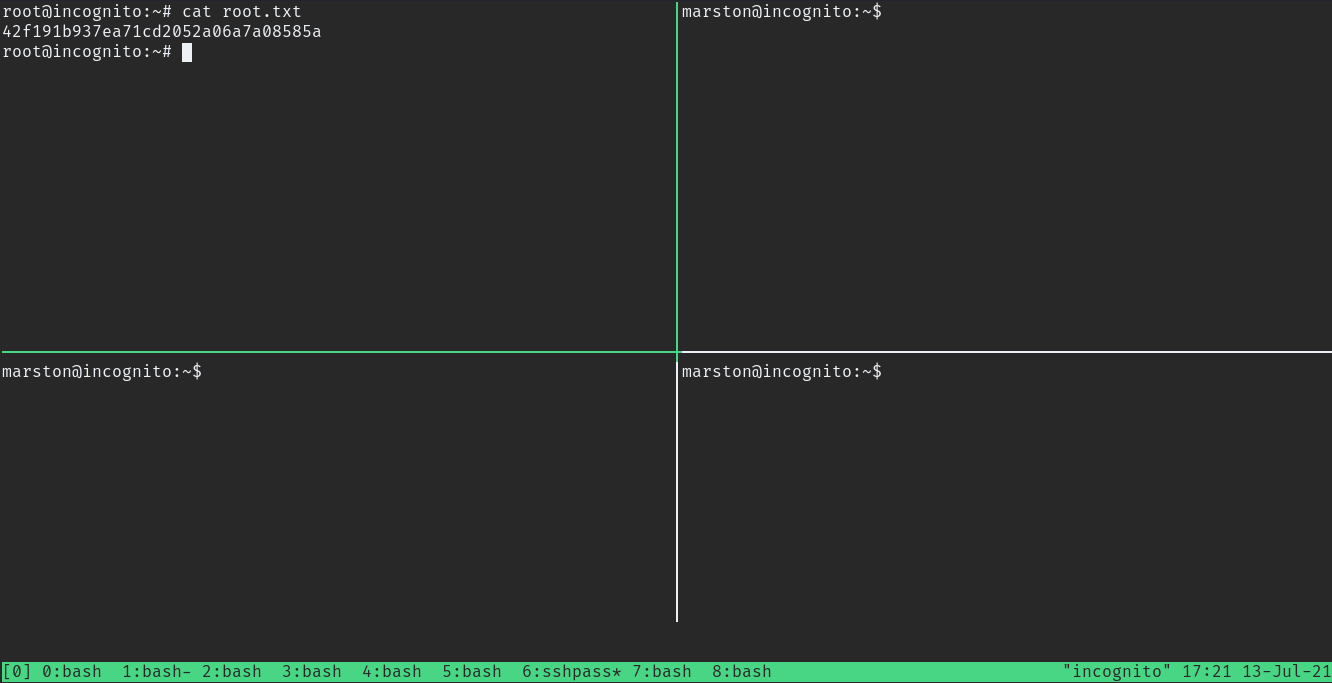 root@incognito:~# cat root.txt
42f191b937ea71cd2052a06a7a08585a
root@incognito:~#
marston@incognito:~$
marston@incognito:~$
marston@incognito:~$
[0] 0:bash  1:bash- 2:bash  3:bash  4:bash  5:bash  6:sshpass* 7:bash  8:bash "incognito" 17:21 13-Jul-21